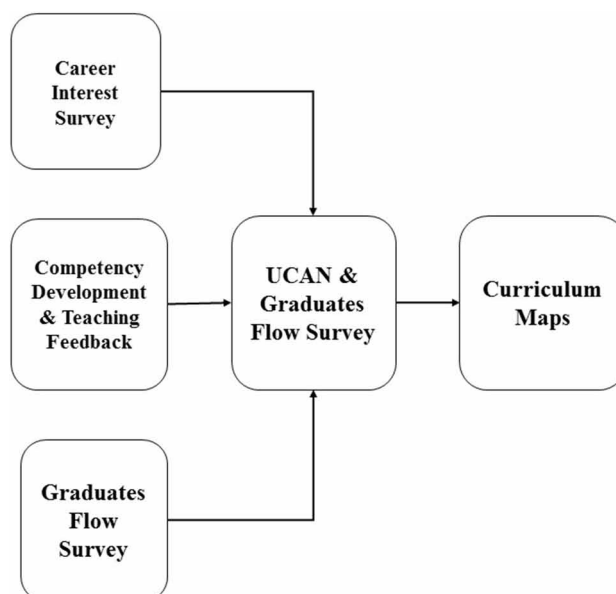 Career
Interest
Survey
Competency
Development
& Teaching
Feedback
UCAN &
Graduates
Flow Survey
Curriculum
Maps
Graduates
Flow
Survey